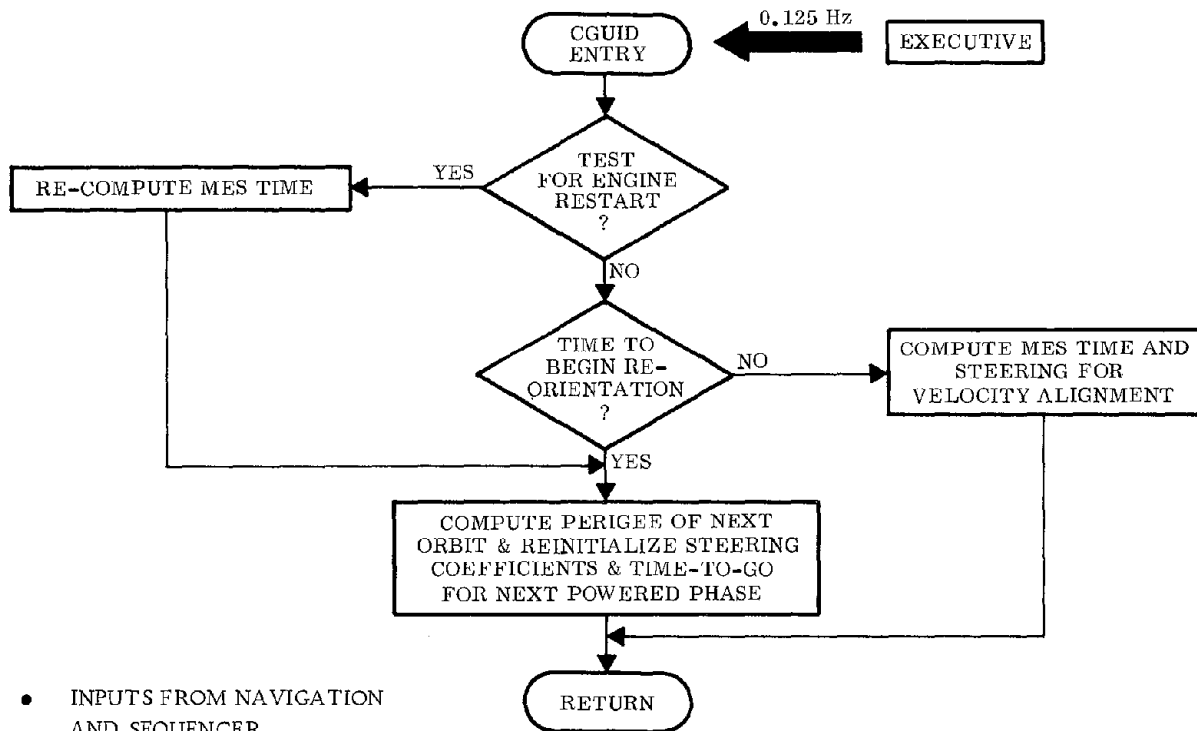 CGUID
ENTRY
0.125 Hz
EXECUTIVE
TEST
FOR ENGINE
RESTART
?
YES
RE-COMPUTE MES TIME
NO
TIME TO
BEGIN RE-
ORIENTATION
?
NO
COMPUTE MES TIME AND
STEERING FOR
VELOCITY ALIGNMENT
YES
COMPUTE PERIGEE OF NEXT
ORBIT & REINITIALIZE STEERING
COEFFICIENTS & TIME-TO-GO
FOR NEXT POWERED PHASE
RETURN
• INPUTS FROM NAVIGATION
AND SEQUENCER